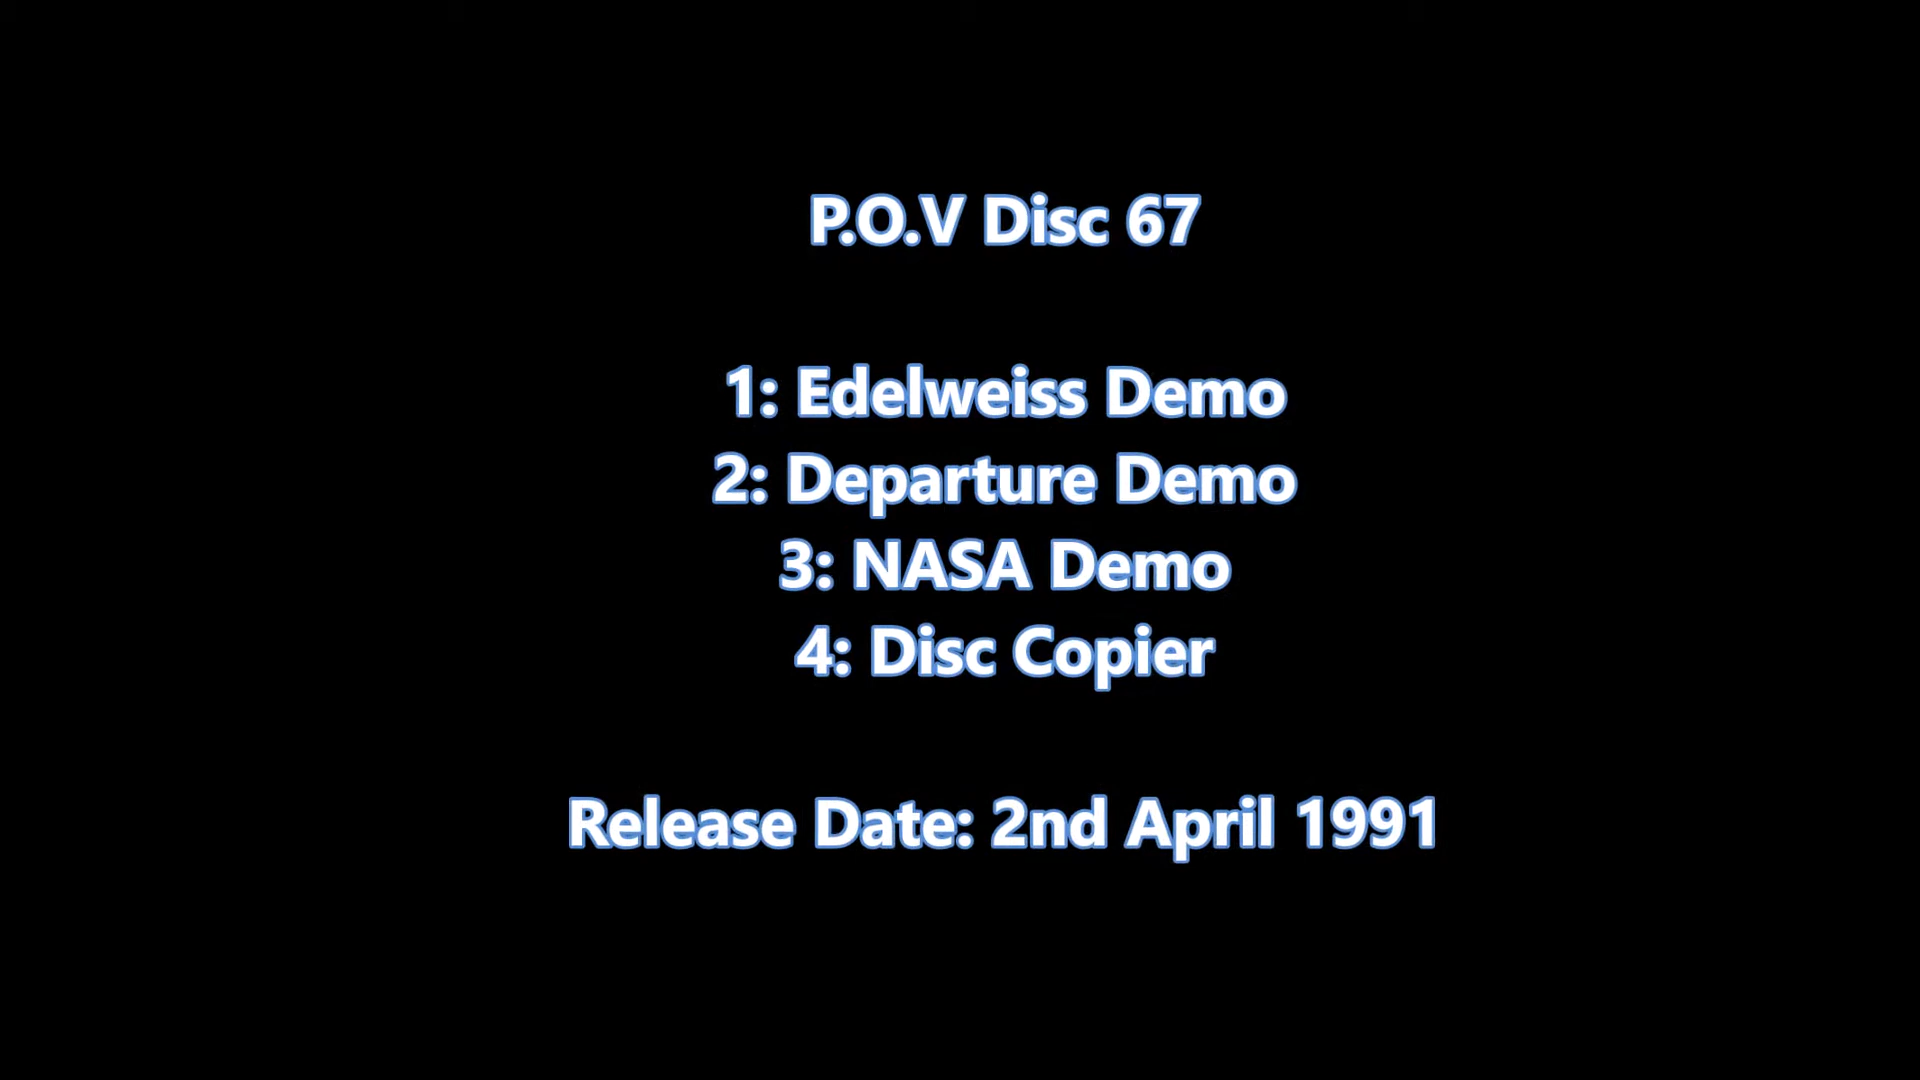 P.O.V Disc 67
1: Edelweiss Demo
2: Departure Demo
3: NASA Demo
4: Disc Copier
Release Date: 2nd April 1991